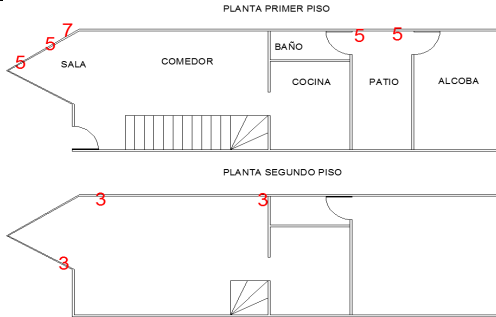 PLANTA PRIMER PISO
7
5
5
5
5
BAÑO
SALA
COMEDOR
COCINA
PATIO
ALCOBA
PLANTA SEGUNDO PISO
3
3
3